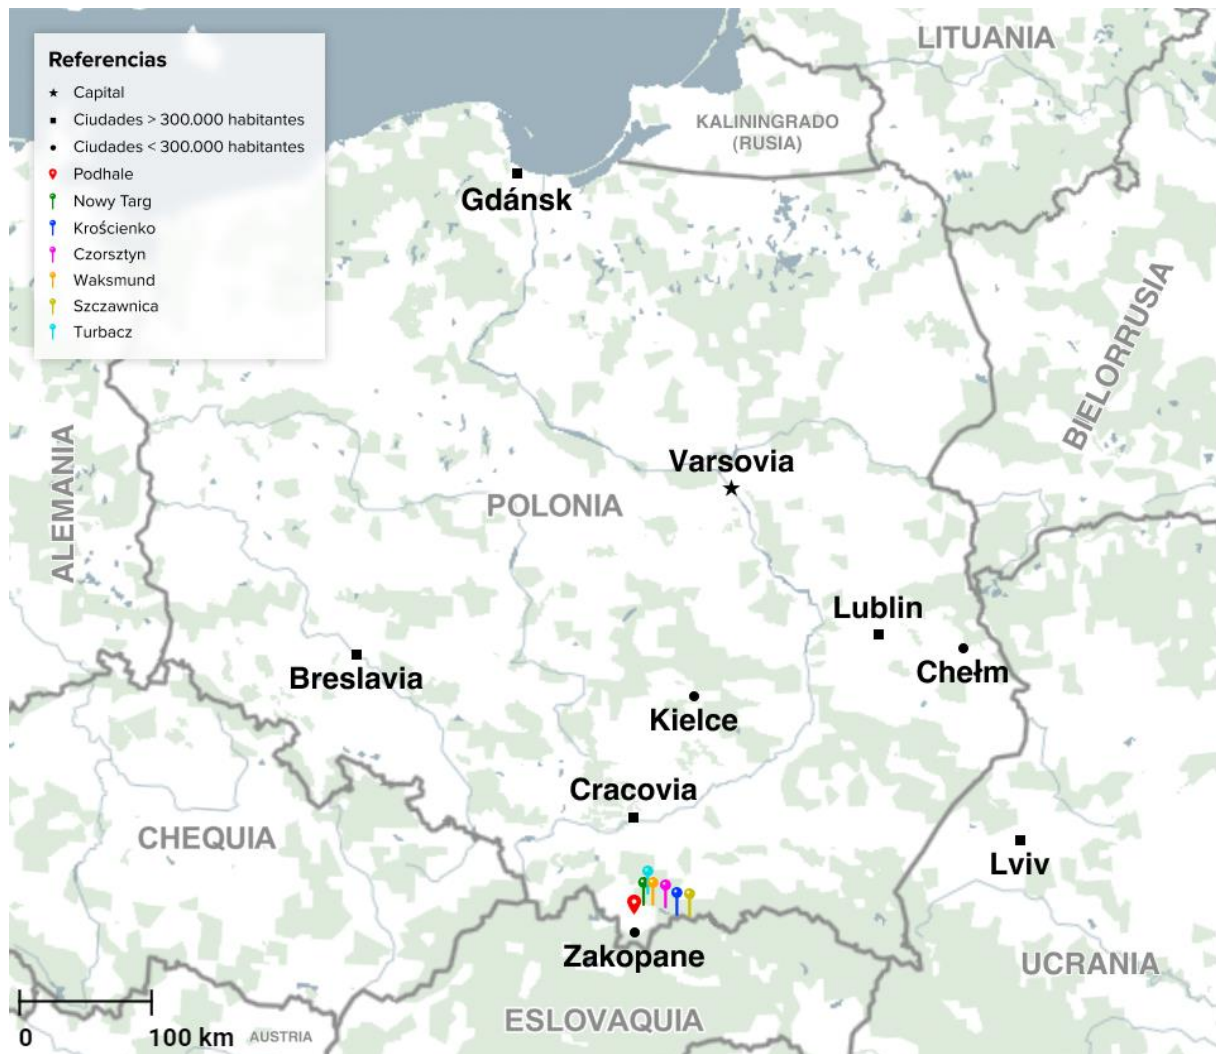 Referencias
Capital
Ciudades > 300.000 habitantes
Ciudades < 300.000 habitantes
Podhale
Nowy Targ
Krościenko
Czorsztyn
Waksmund
Szczawnica
Turbacz
LITUANIA
KALININGRADO
(RUSIA)
Gdánsk
BIELORRUSIA
ALEMANIA
Varsovia
POLONIA
Lublin
Chełm
Breslavia
Kielce
Cracovia
CHEQUIA
Lviv
Zakopane
UCRANIA
ESLOVAQUIA
AUSTRIA
0 100 km